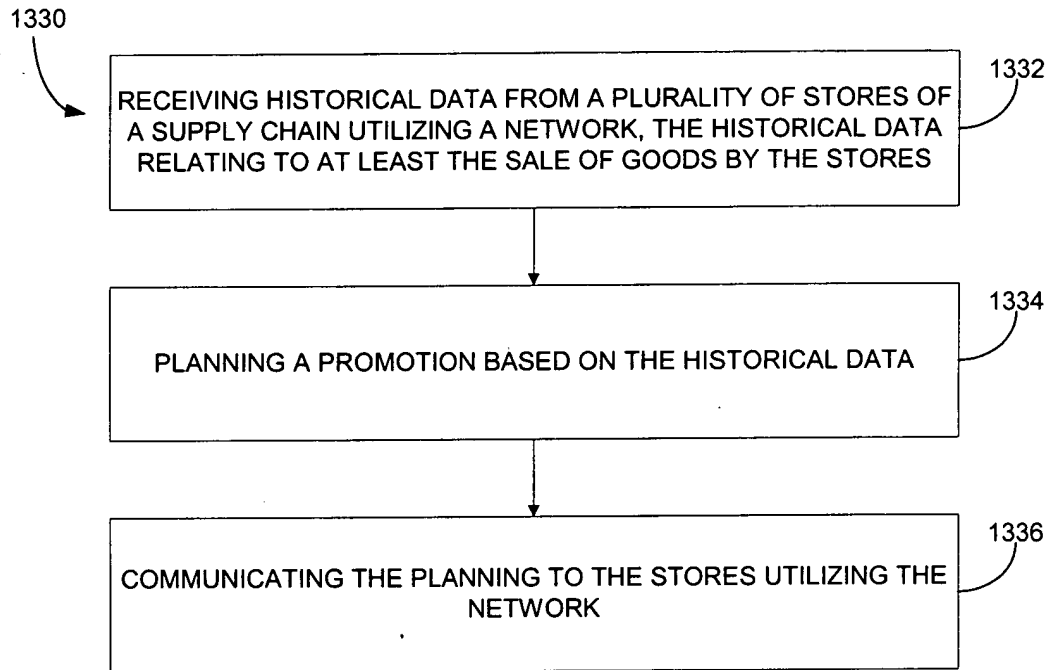 1330
1332
RECEIVING HISTORICAL DATA FROM A PLURALITY OF STORES OF
A SUPPLY CHAIN UTILIZING A NETWORK, THE HISTORICAL DATA
RELATING TO AT LEAST THE SALE OF GOODS BY THE STORES
1334
PLANNING A PROMOTION BASED ON THE HISTORICAL DATA
1336
COMMUNICATING THE PLANNING TO THE STORES UTILIZING THE
NETWORK